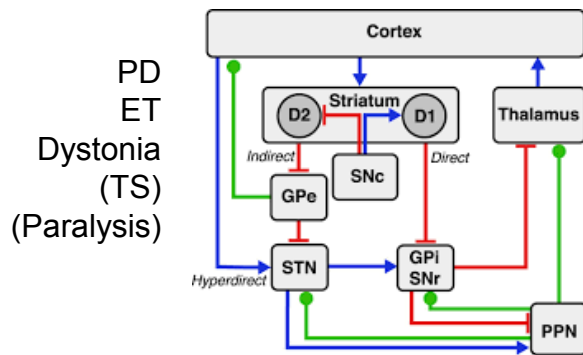 PD
ET
Dystonia
(TS)
(Paralysis)
Cortex
Striatum
D2
D1
Thalamus
Indirect
Direct
SNc
GPe
STN
GPi
SNr
Hyperdirect
PPN